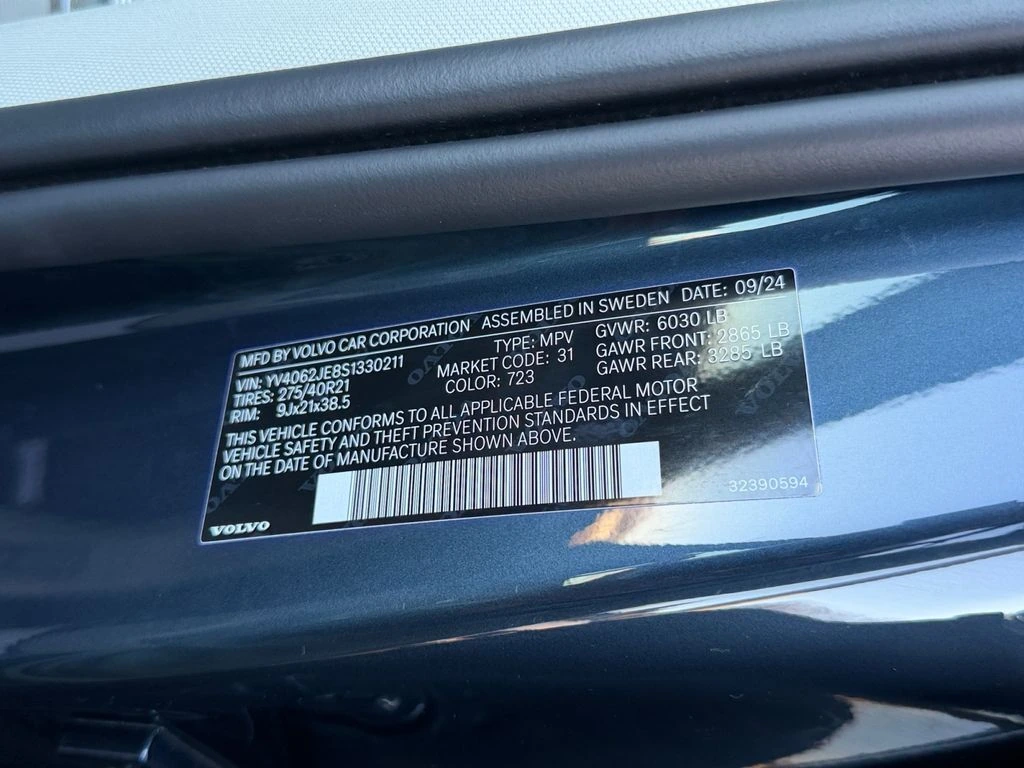 MFD BY VOLVO CAR CORPORATION ASSEMBLED IN SWEDEN DATE: 09/24
VIN: YV4062JE8S1330211 TYPE: MPV GVWR: 6030 LB
TIRES: 275/40R21 MARKET CODE: 31 GAWR FRONT: 2865 LB
RIM: 9Jx21x38.5 COLOR: 723 GAWR REAR: 3285 LB
THIS VEHICLE CONFORMS TO ALL APPLICABLE FEDERAL MOTOR
VEHICLE SAFETY AND THEFT PREVENTION STANDARDS IN EFFECT
ON THE DATE OF MANUFACTURE SHOWN ABOVE.
VOLVO 32390594